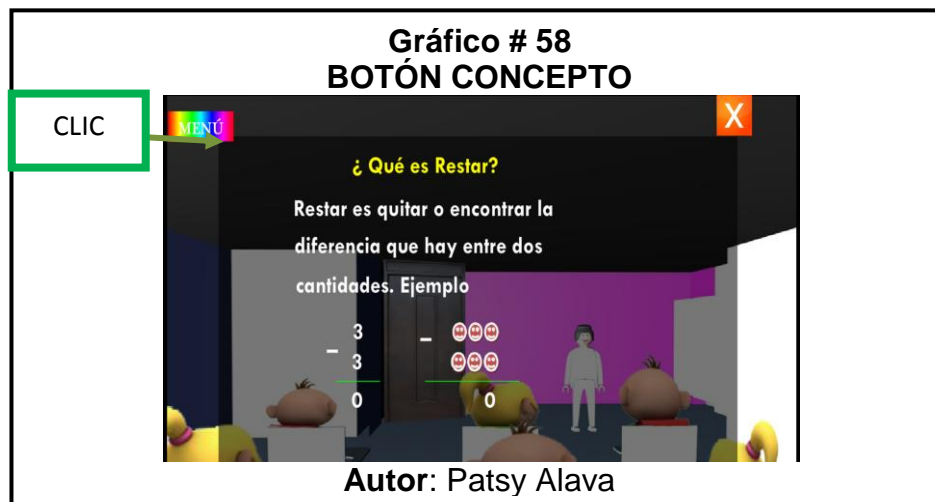 Gráfico # 58
BOTÓN CONCEPTO
CLIC
MENÚ
X
¿ Qué es Restar?
Restar es quitar o encontrar la
diferencia que hay entre dos
cantidades. Ejemplo
3 –
– 3
0 0
Autor: Patsy Alava